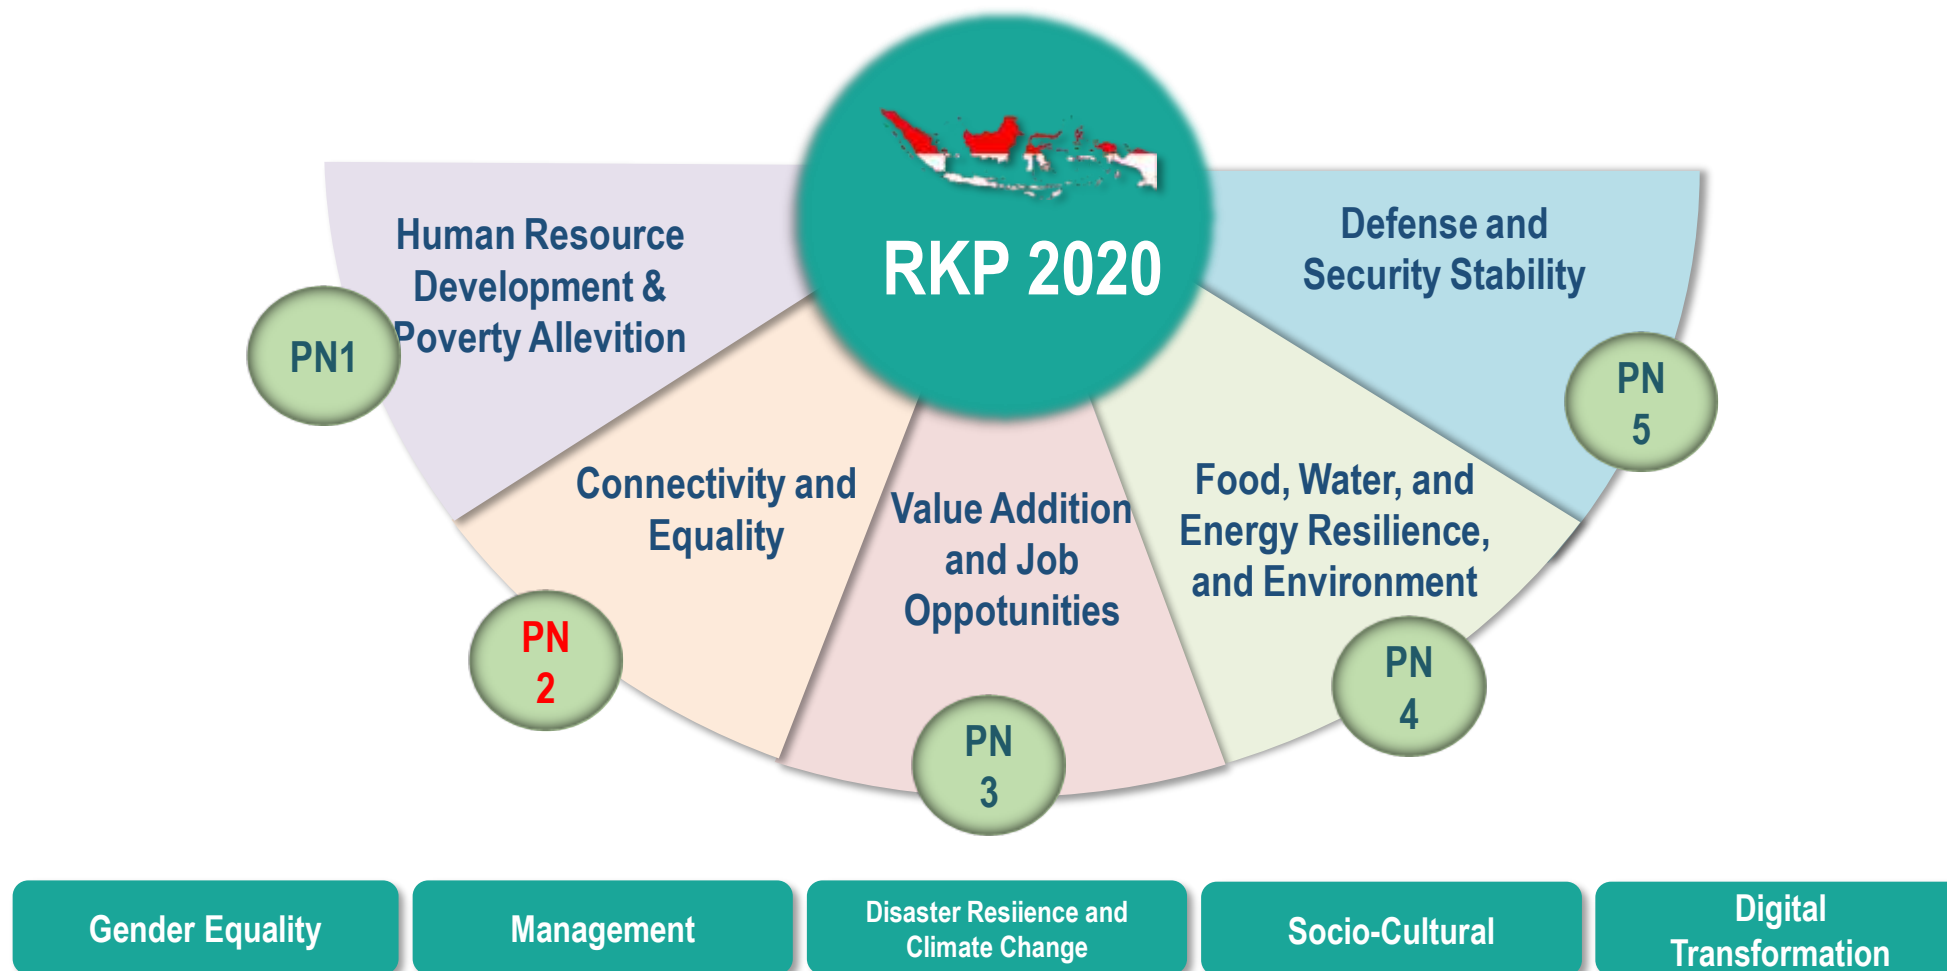 RKP 2020
Human Resource
Development &
Poverty Allevition
PN1
Connectivity and
Equality
PN
2
Value Addition
and Job
Oppotunities
PN
3
Food, Water, and
Energy Resilience,
and Environment
PN
4
Defense and
Security Stability
PN
5
Gender Equality
Management
Disaster Resiience and
Climate Change
Socio-Cultural
Digital
Transformation